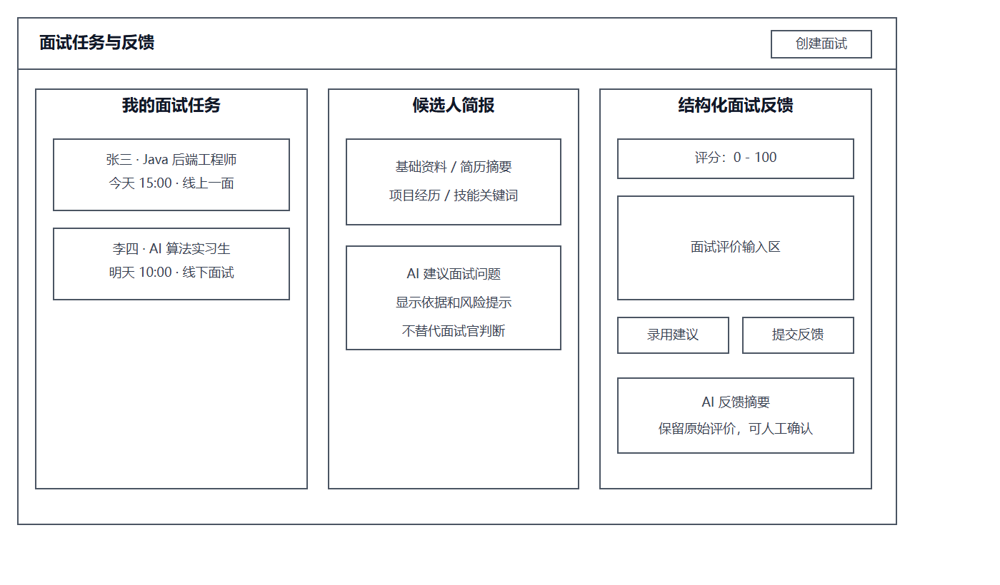 面试任务与反馈
创建面试
我的面试任务
张三 · Java 后端工程师
今天 15:00 · 线上一面
李四 · AI 算法实习生
明天 10:00 · 线下面试
候选人简报
基础资料 / 简历摘要
项目经历 / 技能关键词
AI 建议面试问题
显示依据和风险提示
不替代面试官判断
结构化面试反馈
评分：0 - 100
面试评价输入区
录用建议
提交反馈
AI 反馈摘要
保留原始评价，可人工确认